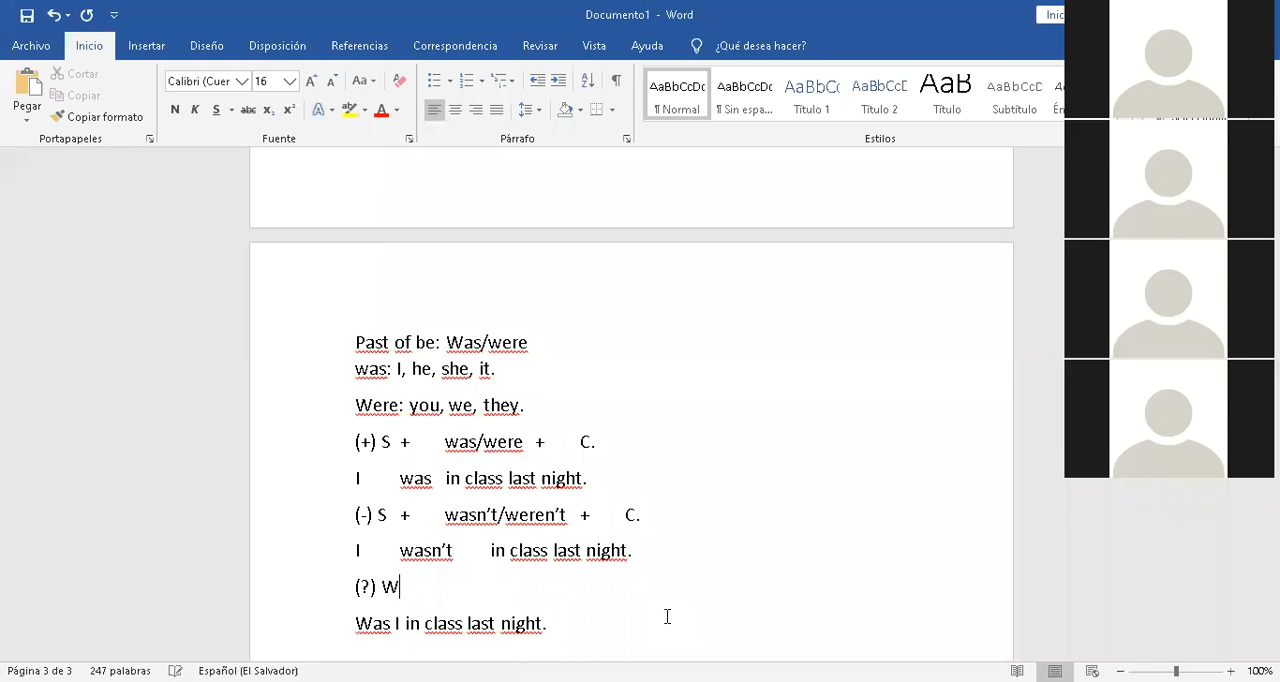 Documento1 - Word
Inic
Archivo Inicio Insertar Diseño Disposición Referencias Correspondencia Revisar Vista Ayuda ¿Qué desea hacer?
Pegar
Cortar
Copiar
Copiar formato
Portapapeles
Calibri (Cuer 16
Fuente
Párrafo
AaBbCcDc AaBbCcDc AaBbCc AaBbCcD AaB AaBbCcD
¶ Normal ¶ Sin espa... Título 1 Título 2 Título Subtítulo
Estilos
Past of be: Was/were
was: I, he, she, it.
Were: you, we, they.
(+) S + was/were + C.
I was in class last night.
(-) S + wasn’t/weren’t + C.
I wasn’t in class last night.
(?) W
Was I in class last night.
Página 3 de 3 247 palabras Español (El Salvador) 100%